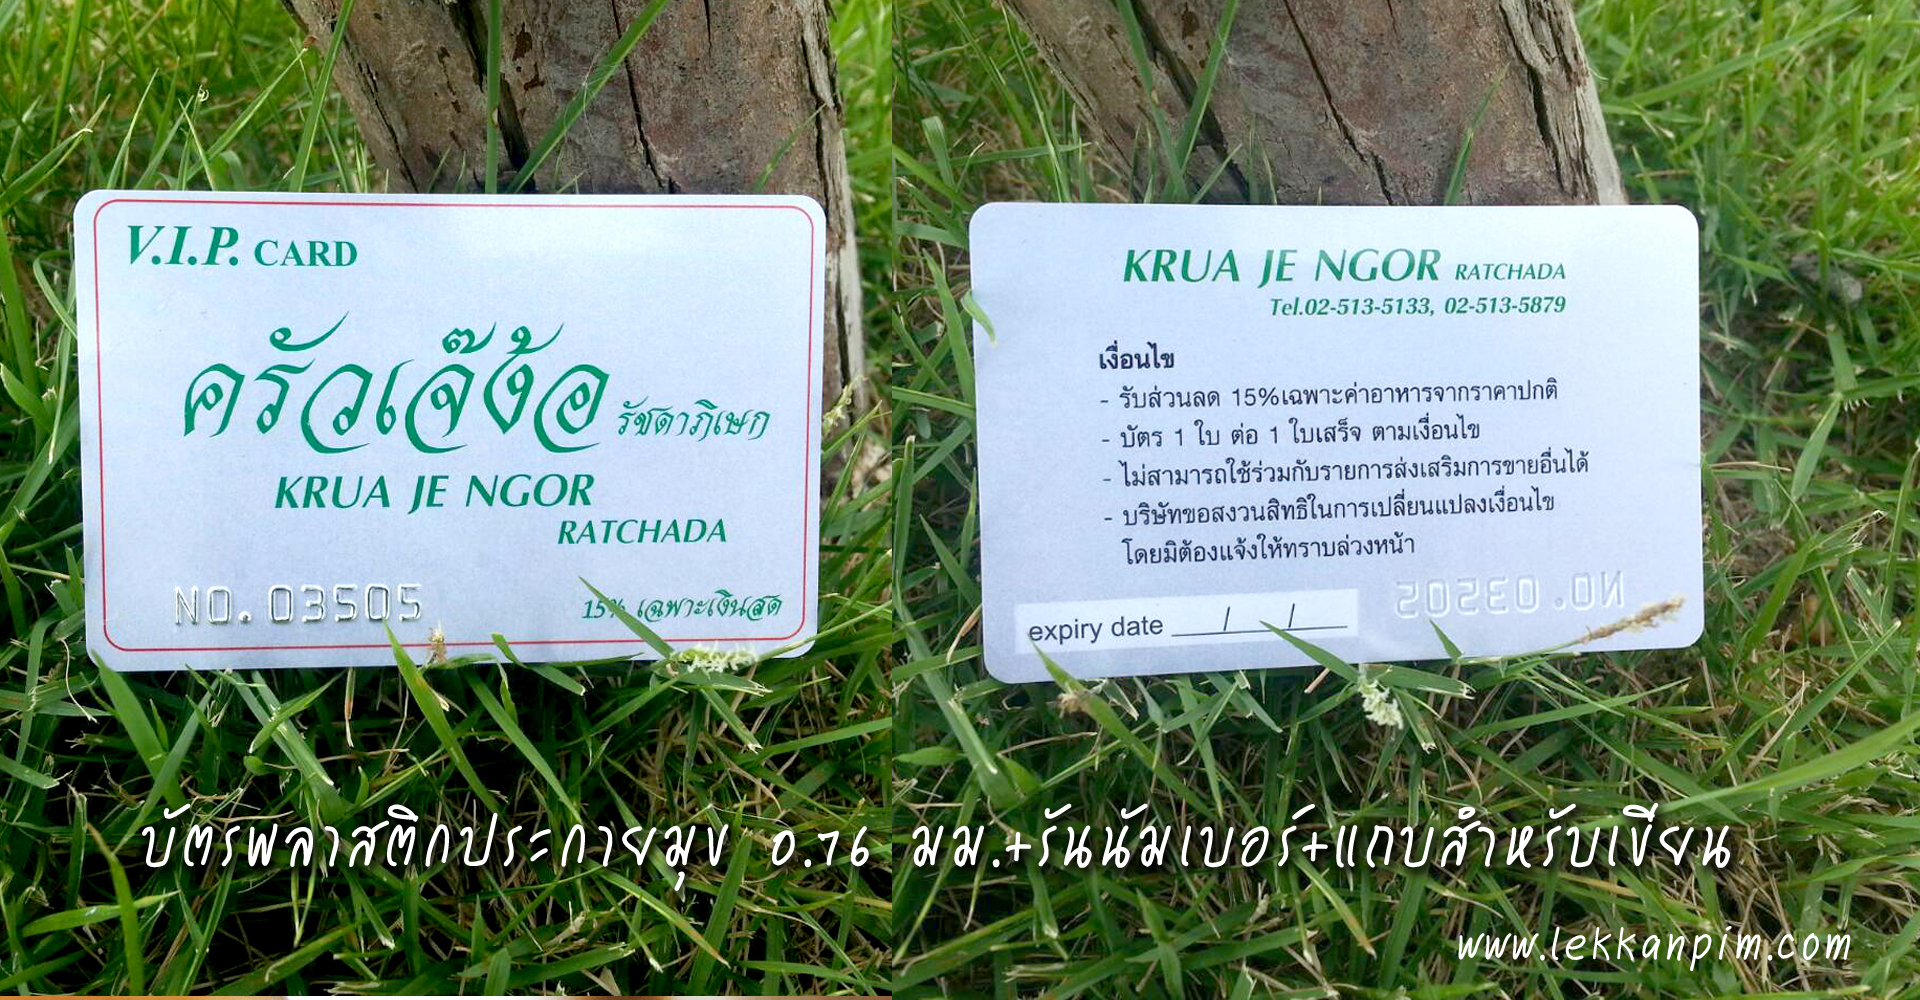 V.I.P. CARD
ครัวเจ๊ง้อ รัชดาภิเษก
KRUA JE NGOR
RATCHADA
NO. 03505
15% เฉพาะเงินสด
KRUA JE NGOR RATCHADA
Tel.02-513-5133, 02-513-5879
เงื่อนไข
- รับส่วนลด 15%เฉพาะค่าอาหารจากราคาปกติ
- บัตร 1 ใบ ต่อ 1 ใบเสร็จ ตามเงื่อนไข
- ไม่สามารถใช้ร่วมกับรายการส่งเสริมการขายอื่นได้
- บริษัทขอสงวนสิทธิในการเปลี่ยนแปลงเงื่อนไข
โดยมิต้องแจ้งให้ทราบล่วงหน้า
NO. 03505
expiry date ___/___/___
บัตรพลาสติกประกายมุข 0.76 มม.+รันนัมเบอร์+แถบสำหรับเขียน
www.lekkanpim.com